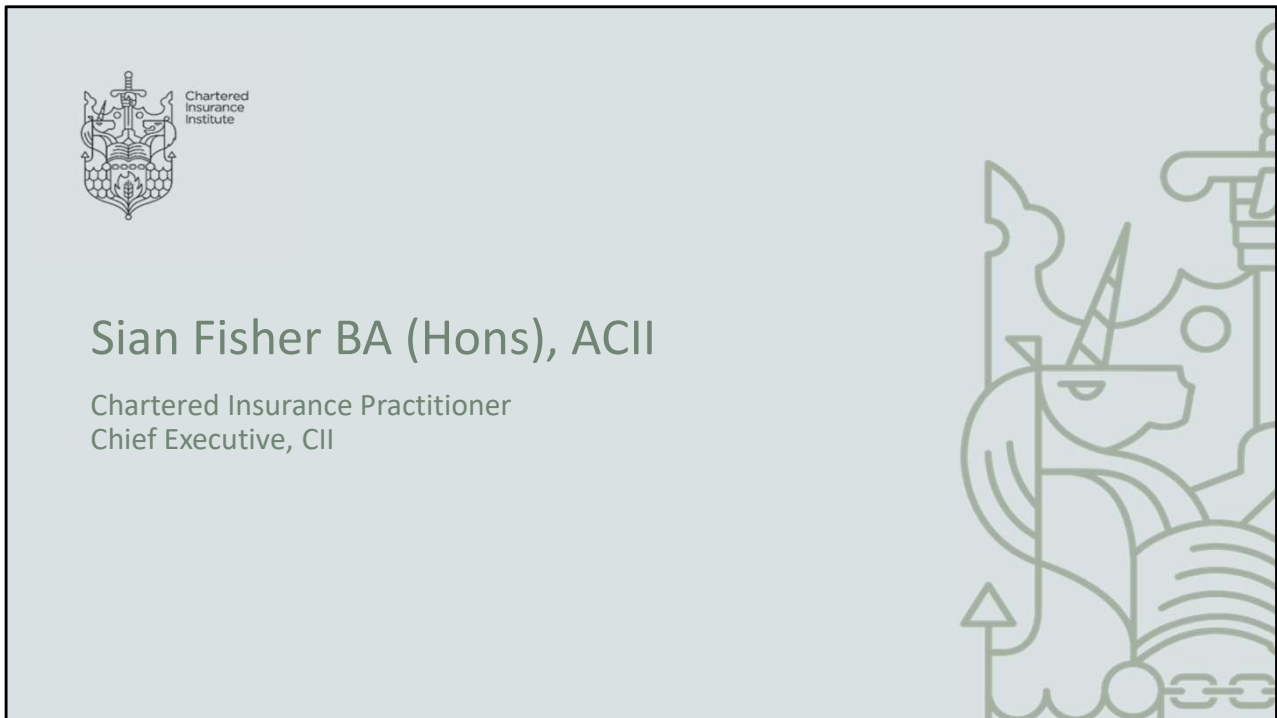 Chartered
Insurance
Institute
Sian Fisher BA (Hons), ACII
Chartered Insurance Practitioner
Chief Executive, CII